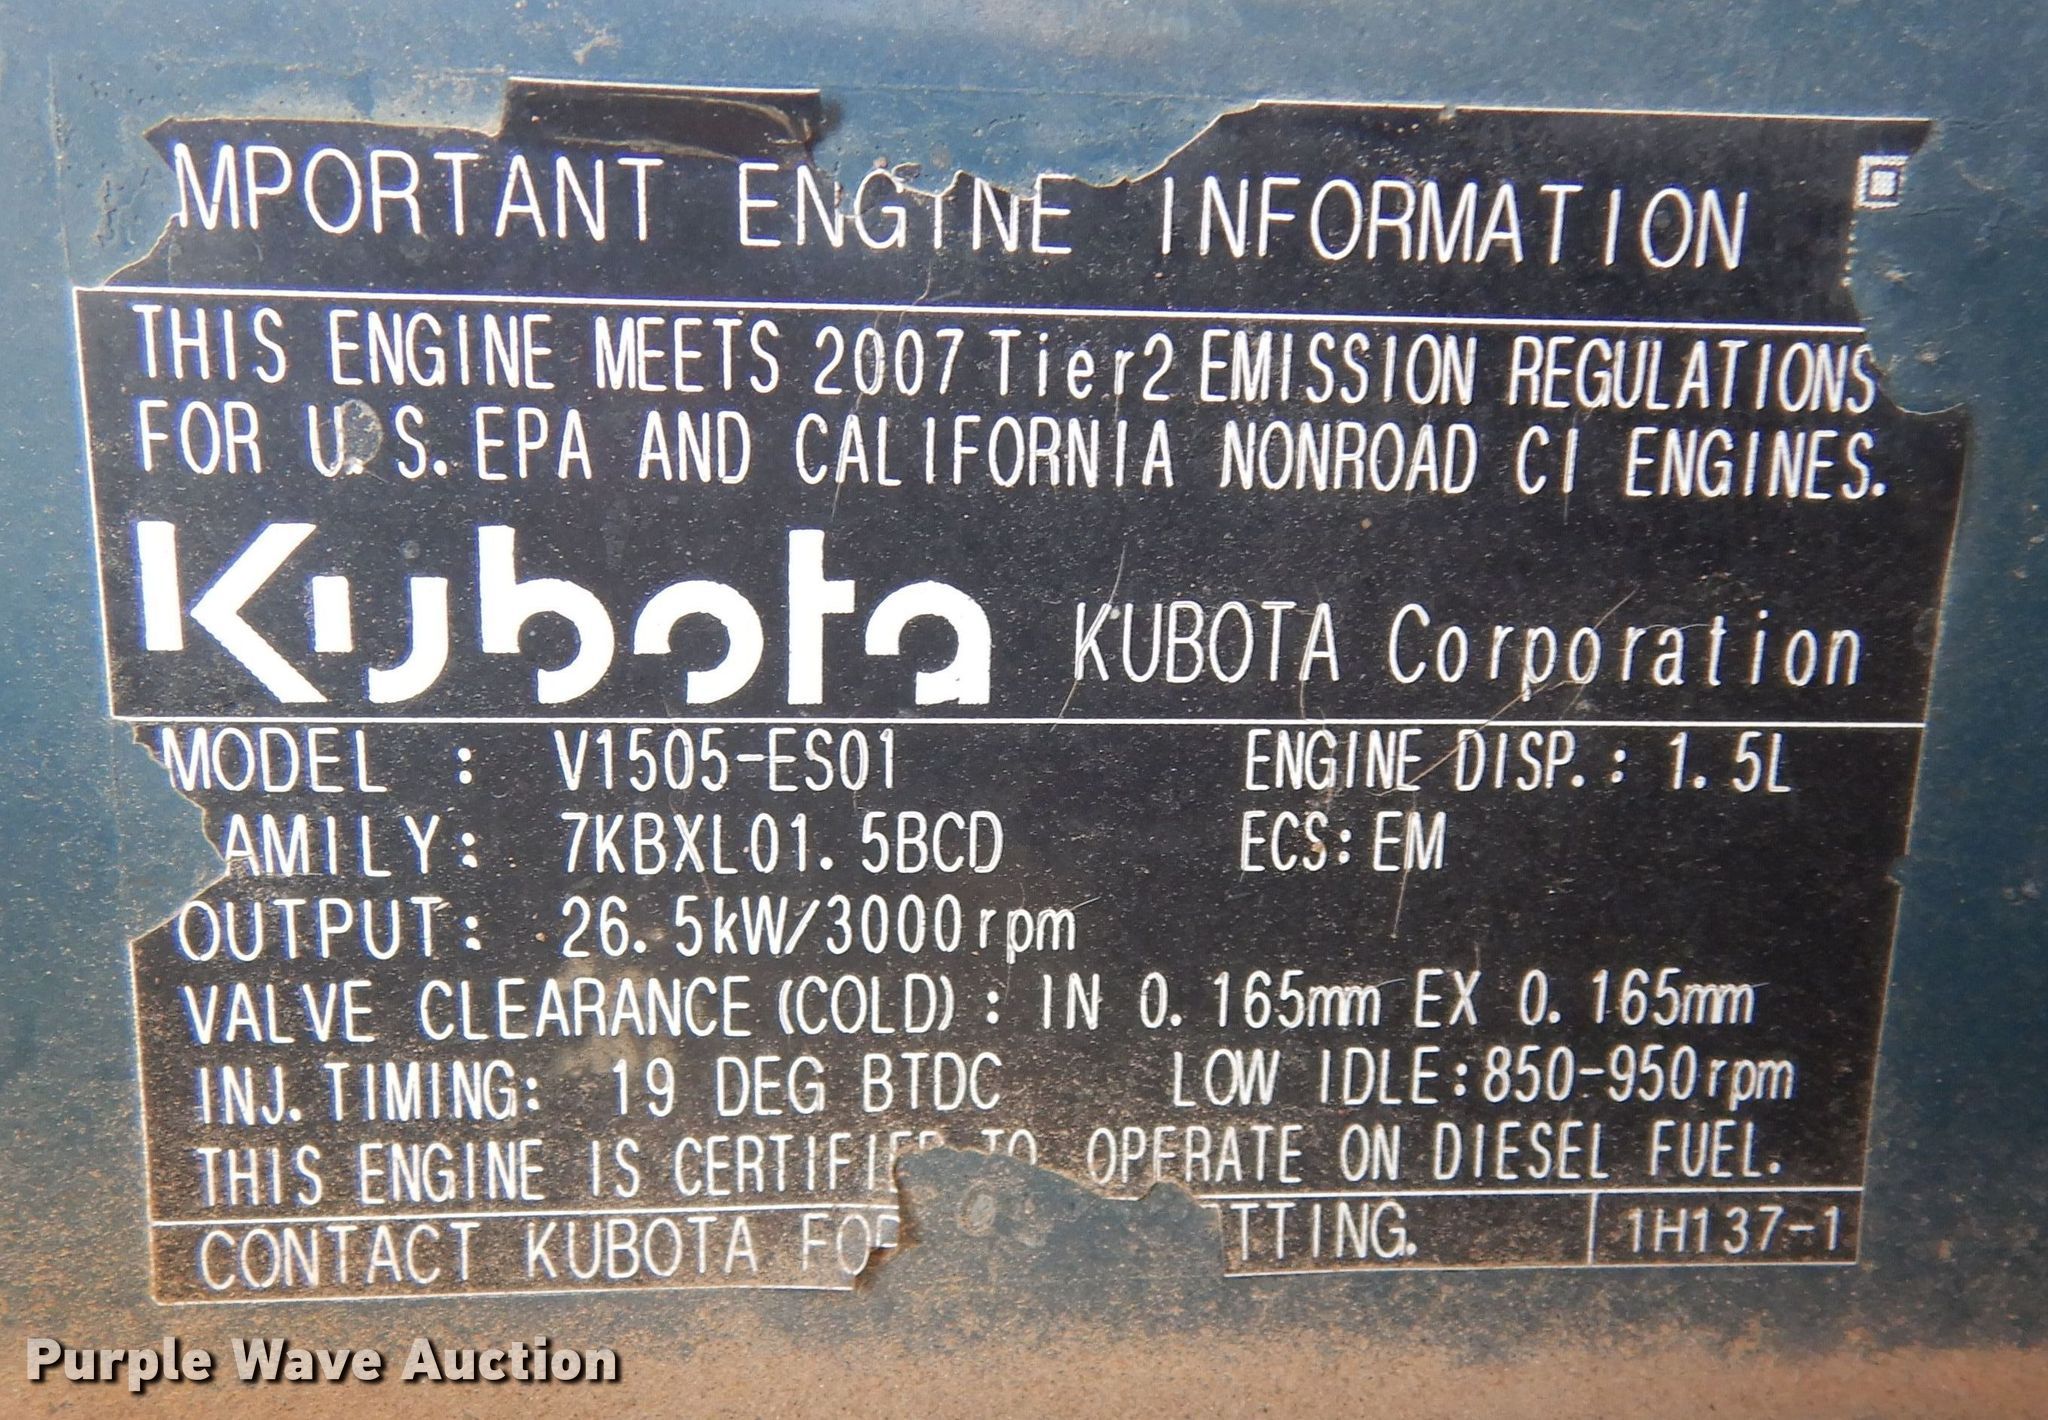 MPORTANT ENGINE INFORMATION
THIS ENGINE MEETS 2007 Tier2 EMISSION REGULATIONS
FOR U.S. EPA AND CALIFORNIA NONROAD CI ENGINES.
Kubota KUBOTA Corporation
MODEL : V1505-ES01 ENGINE DISP. : 1.5L
AMILY: 7KBXL01.5BCD ECS: EM
OUTPUT: 26.5kW/3000rpm
VALVE CLEARANCE (COLD) : IN 0.165mm EX 0.165mm
INJ. TIMING: 19 DEG BTDC LOW IDLE: 850-950rpm
THIS ENGINE IS CERTIFIED TO OPERATE ON DIESEL FUEL.
CONTACT KUBOTA FOR TTING. 1H137-1
Purple Wave Auction